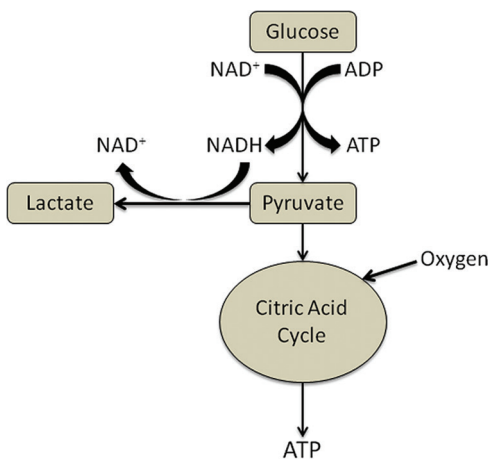 Glucose
NAD⁺ ADP
NAD⁺ NADH ATP
Lactate Pyruvate
Oxygen
Citric Acid
Cycle
ATP